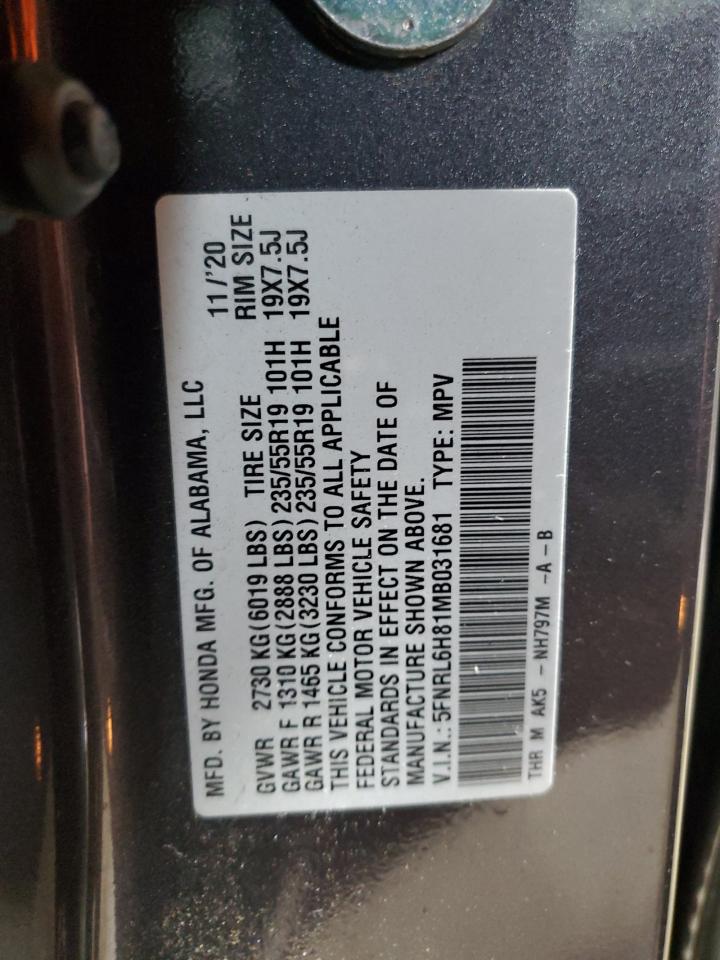 MFD. BY HONDA MFG. OF ALABAMA, LLC 11/'20
GVWR 2730 KG(6019 LBS) TIRE SIZE RIM SIZE
GAWR F 1310 KG(2888 LBS) 235/55R19 101H 19X7.5J
GAWR R 1465 KG(3230 LBS) 235/55R19 101H 19X7.5J
THIS VEHICLE CONFORMS TO ALL APPLICABLE
FEDERAL MOTOR VEHICLE SAFETY
STANDARDS IN EFFECT ON THE DATE OF
MANUFACTURE SHOWN ABOVE.
V.I.N.: 5FNRL6H81MB031681 TYPE: MPV
THR M AK5 -NH797M -A-B